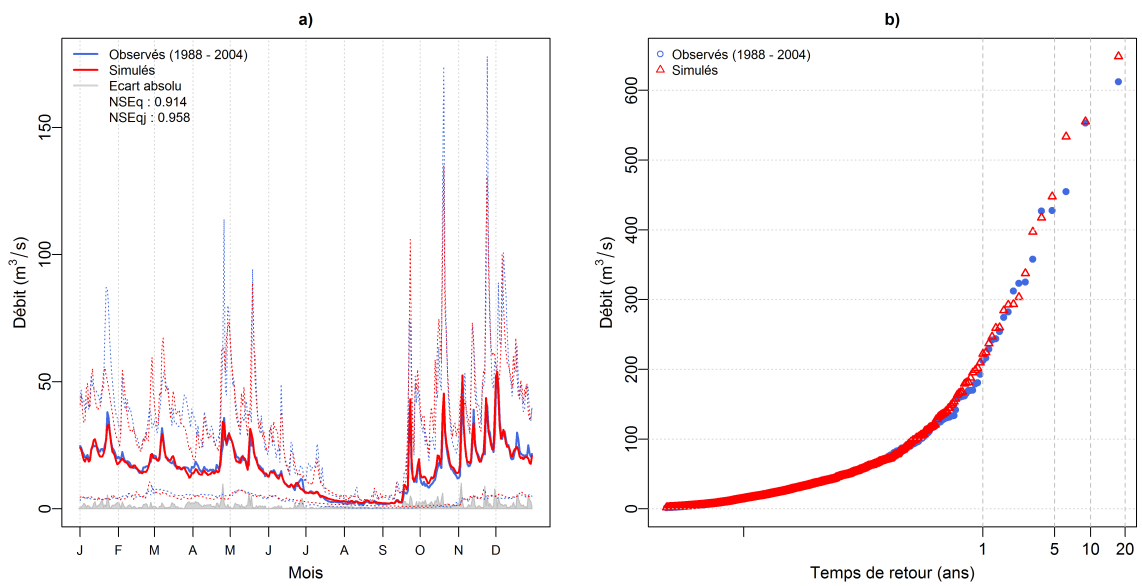 a)
Observés (1988 - 2004)
Simulés
Ecart absolu
NSEq : 0.914
NSEqj : 0.958
Débit (m³/s)
150
100
50
0
J F M A M J J A S O N D
Mois
b)
Observés (1988 - 2004)
Simulés
Débit (m³/s)
600
500
400
300
200
100
0
1 5 10 20
Temps de retour (ans)